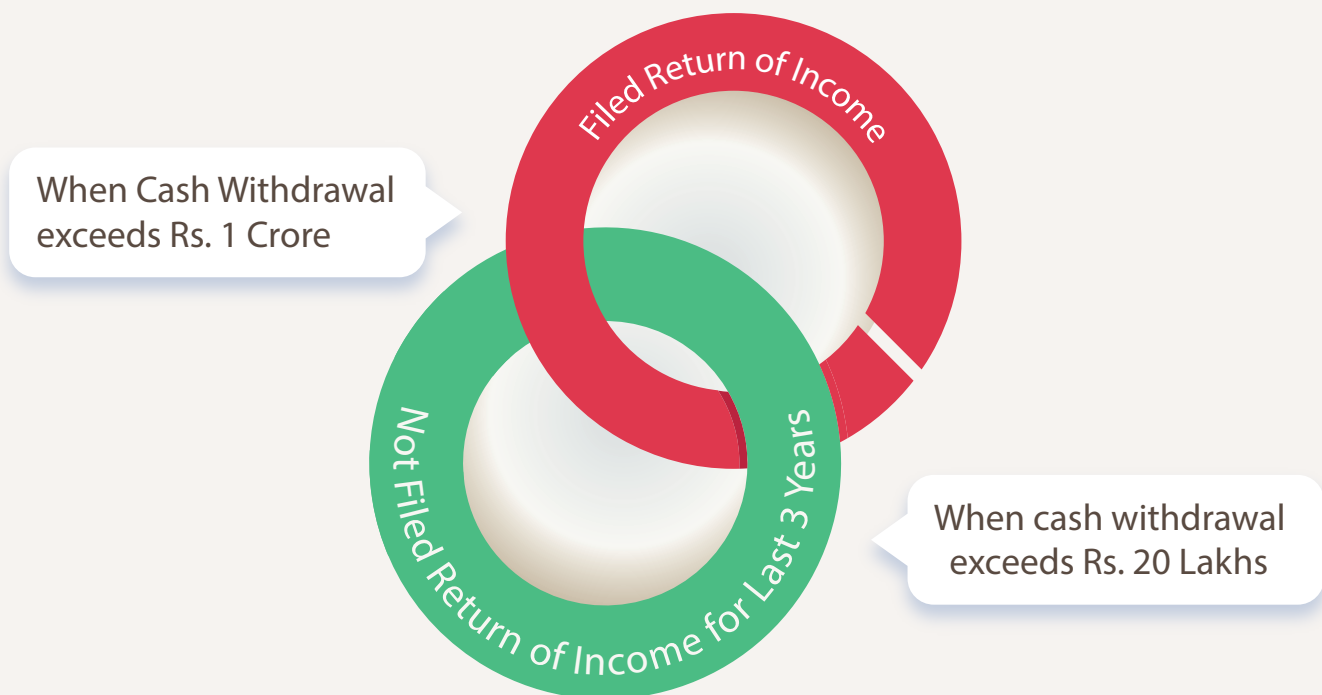 Filed Return of Income
When Cash Withdrawal
exceeds Rs. 1 Crore
Not Filed Return of Income for Last 3 Years
When cash withdrawal
exceeds Rs. 20 Lakhs